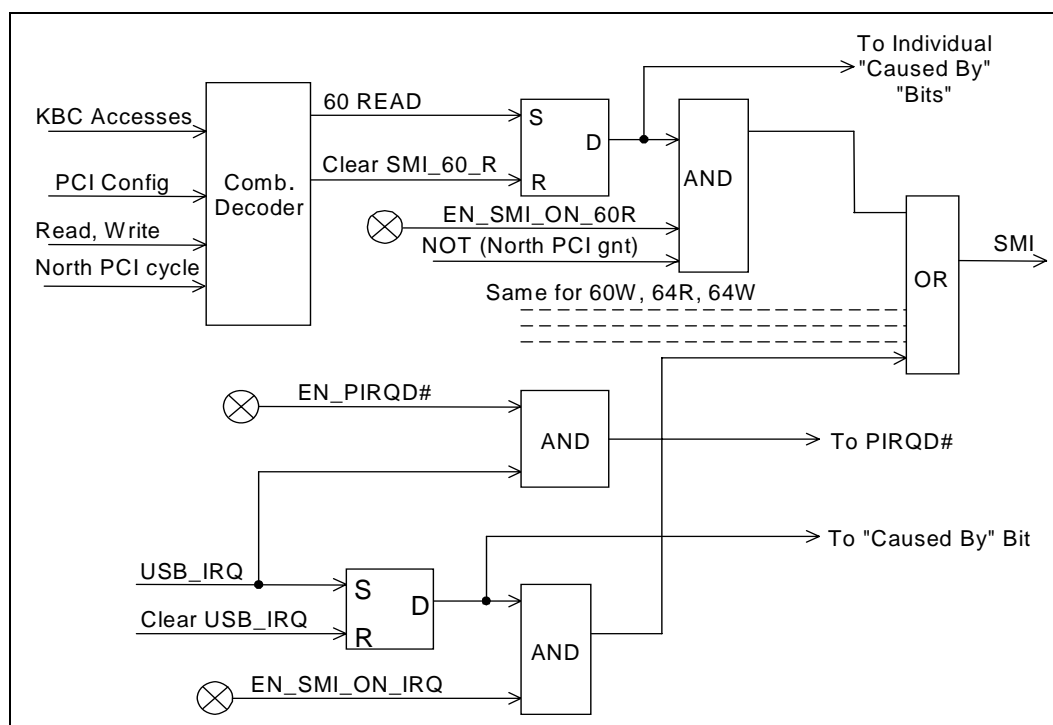 To Individual
"Caused By"
"Bits"
KBC Accesses
60 READ
S
D
PCI Config
Comb.
Decoder
Clear SMI_60_R
R
AND
Read, Write
EN_SMI_ON_60R
NOT (North PCI gnt)
North PCI cycle
SMI
OR
Same for 60W, 64R, 64W
EN_PIRQD#
AND
To PIRQD#
To "Caused By" Bit
USB_IRQ
S
D
Clear USB_IRQ
R
AND
EN_SMI_ON_IRQ